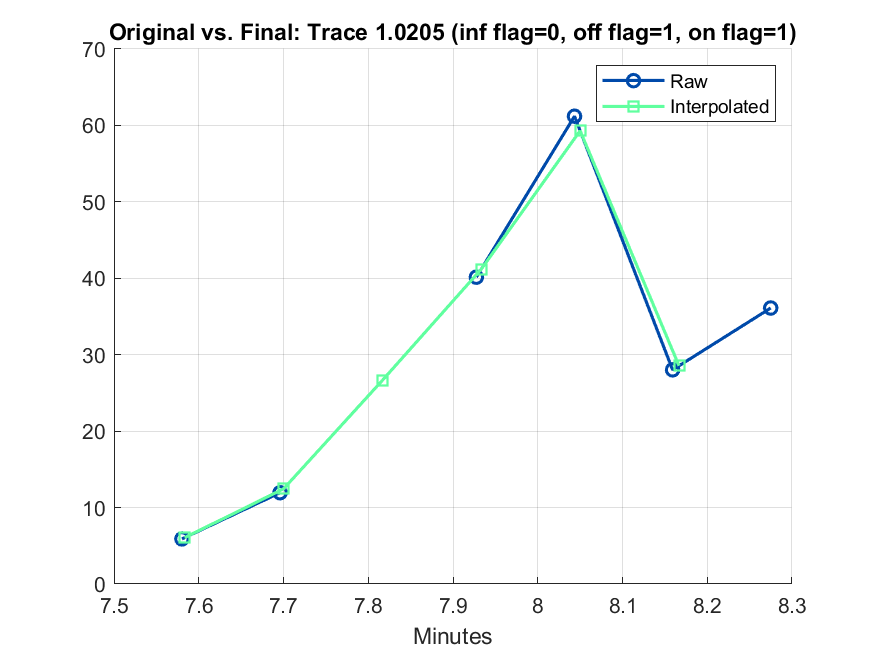 Original vs. Final: Trace 1.0205 (inf flag=0, off flag=1, on flag=1)
70
60
50
40
30
20
10
0
Raw
Interpolated
7.5 7.6 7.7 7.8 7.9 8 8.1 8.2 8.3
Minutes